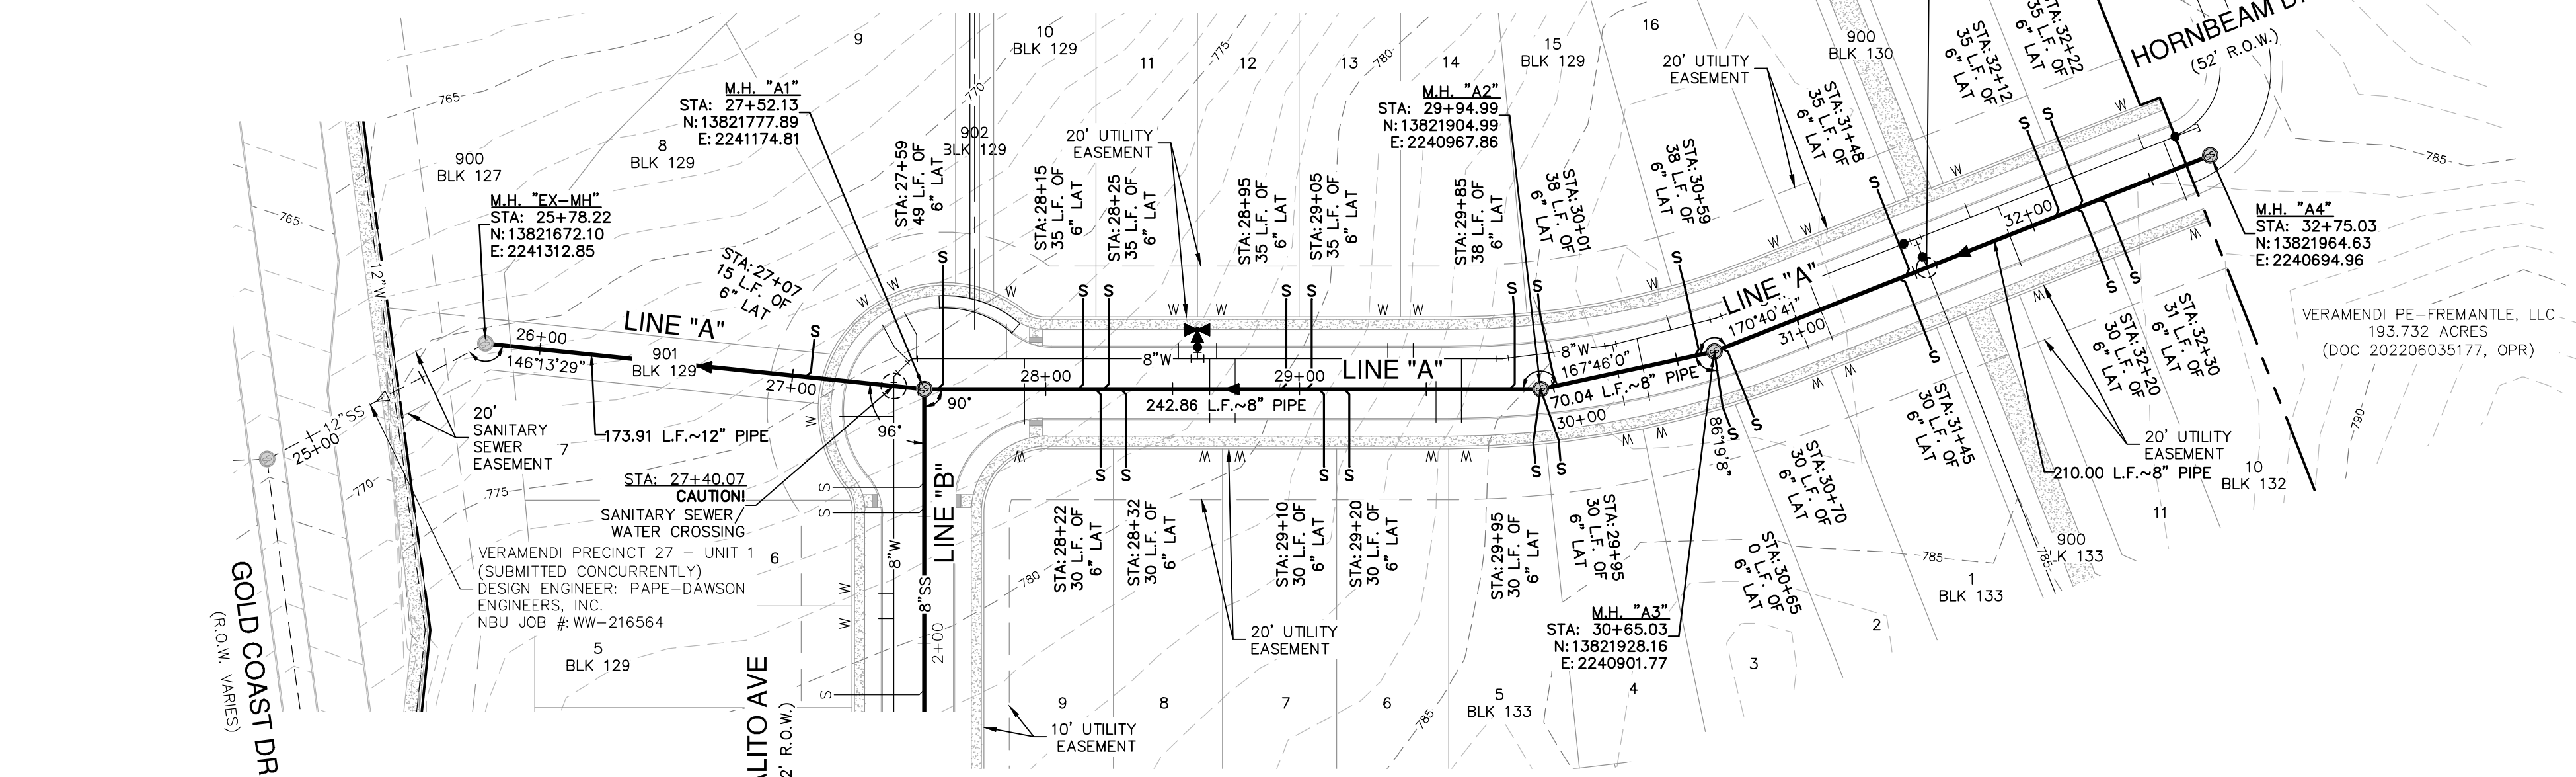 9
10
BLK 129
11
12
13
14
15
BLK 129
16
900
BLK 130
HORNBEAM
(52' R.O.W.)
765
775
770
780
20' UTILITY
EASEMENT
M.H. "A1"
STA: 27+52.13
N:13821777.89
E:2241174.81
M.H. "A2"
STA: 29+94.99
N:13821904.99
E:2240967.86
20' UTILITY
EASEMENT
902
BLK 129
8
BLK 129
900
BLK 127
M.H. "EX-MH"
STA: 25+78.22
N:13821672.10
E:2241312.85
765
STA:27+07
15 L.F. OF
6" LAT
STA:27+59
49 L.F. OF
6" LAT
STA:28+15
35 L.F. OF
6" LAT
STA:28+25
35 L.F. OF
6" LAT
STA:28+95
35 L.F. OF
6" LAT
STA:29+05
35 L.F. OF
6" LAT
STA:29+85
38 L.F. OF
6" LAT
STA:30+01
38 L.F. OF
6" LAT
STA:30+59
38 L.F. OF
6" LAT
STA:31+48
35 L.F. OF
6" LAT
STA:32+12
35 L.F. OF
6" LAT
STA:32+22
35 L.F. OF
6" LAT
785
M.H. "A4"
STA: 32+75.03
N:13821964.63
E:2240694.96
VERAMENDI PE-FREMANTLE, LLC
193.732 ACRES
(DOC 202206035177, OPR)
12"W
26+00
LINE "A"
146°13'29"
901
BLK 129
27+00
28+00
8"W
29+00
LINE "A"
8"W
167°46'0"
LINE "A"
170°40'41"
31+00
32+00
242.86 L.F.~8" PIPE
70.04 L.F.~8" PIPE
30+00
86°19'8"
90°
96°
12"SS
25+00
20'
SANITARY
SEWER
EASEMENT
7
173.91 L.F.~12" PIPE
STA: 27+40.07
CAUTION!
SANITARY SEWER/
WATER CROSSING
770
775
VERAMENDI PRECINCT 27 – UNIT 1
(SUBMITTED CONCURRENTLY)
DESIGN ENGINEER: PAPE-DAWSON
ENGINEERS, INC.
NBU JOB #:WW-216564
6
5
BLK 129
GOLD COAST DR
(R.O.W. VARIES)
LINE "B"
8"W
8"SS
2+00
ALITO AVE
2' R.O.W.)
780
STA:28+22
30 L.F. OF
6" LAT
STA:28+32
30 L.F. OF
6" LAT
STA:29+10
30 L.F. OF
6" LAT
STA:29+20
30 L.F. OF
6" LAT
STA:29+95
30 L.F. OF
6" LAT
STA:29+95
30 L.F. OF
6" LAT
STA:30+65
0 L.F. OF
6" LAT
STA:30+70
30 L.F. OF
6" LAT
STA:31+45
30 L.F. OF
6" LAT
STA:32+20
30 L.F. OF
6" LAT
STA:32+30
31 L.F. OF
6" LAT
20' UTILITY
EASEMENT
210.00 L.F.~8" PIPE
10
BLK 132
11
790
900
K 133
785
785
1
BLK 133
2
3
4
M.H. "A3"
STA: 30+65.03
N:13821928.16
E:2240901.77
20' UTILITY
EASEMENT
9
8
7
6
5
BLK 133
785
10' UTILITY
EASEMENT